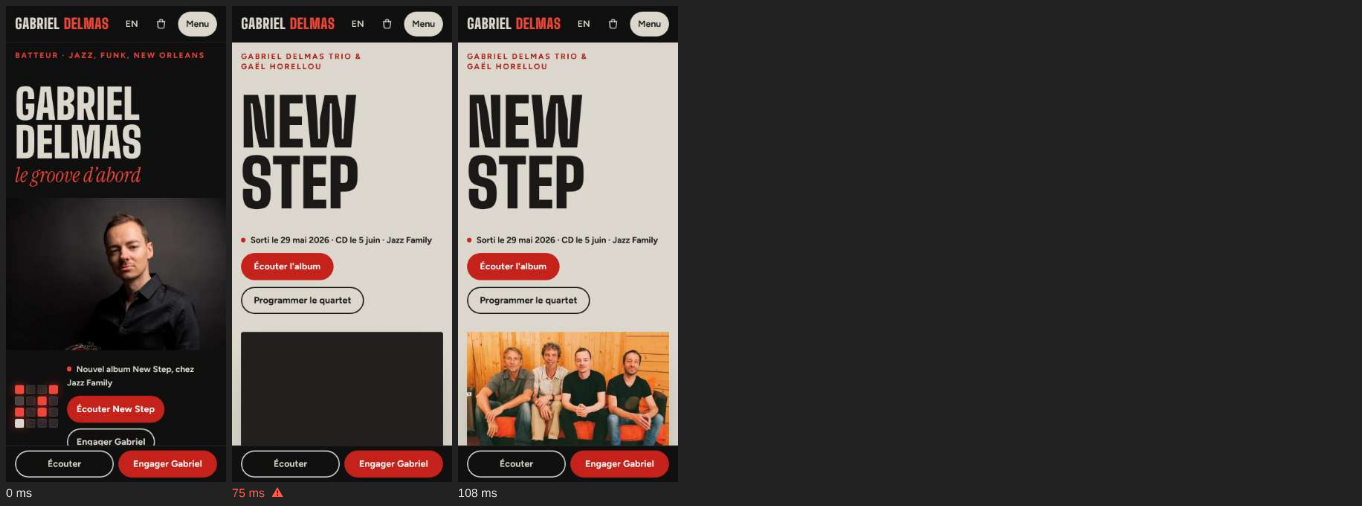 GABRIEL DELMAS EN Menu
BATTEUR · JAZZ, FUNK, NEW ORLEANS
GABRIEL
DELMAS
le groove d'abord
Nouvel album New Step, chez
Jazz Family
Écouter New Step
Engager Gabriel
Écouter Engager Gabriel
0 ms
GABRIEL DELMAS EN Menu
GABRIEL DELMAS TRIO &
GAËL HORELLOU
NEW
STEP
Sorti le 29 mai 2026 · CD le 5 juin · Jazz Family
Écouter l'album
Programmer le quartet
Écouter Engager Gabriel
75 ms
GABRIEL DELMAS EN Menu
GABRIEL DELMAS TRIO &
GAËL HORELLOU
NEW
STEP
Sorti le 29 mai 2026 · CD le 5 juin · Jazz Family
Écouter l'album
Programmer le quartet
Écouter Engager Gabriel
108 ms